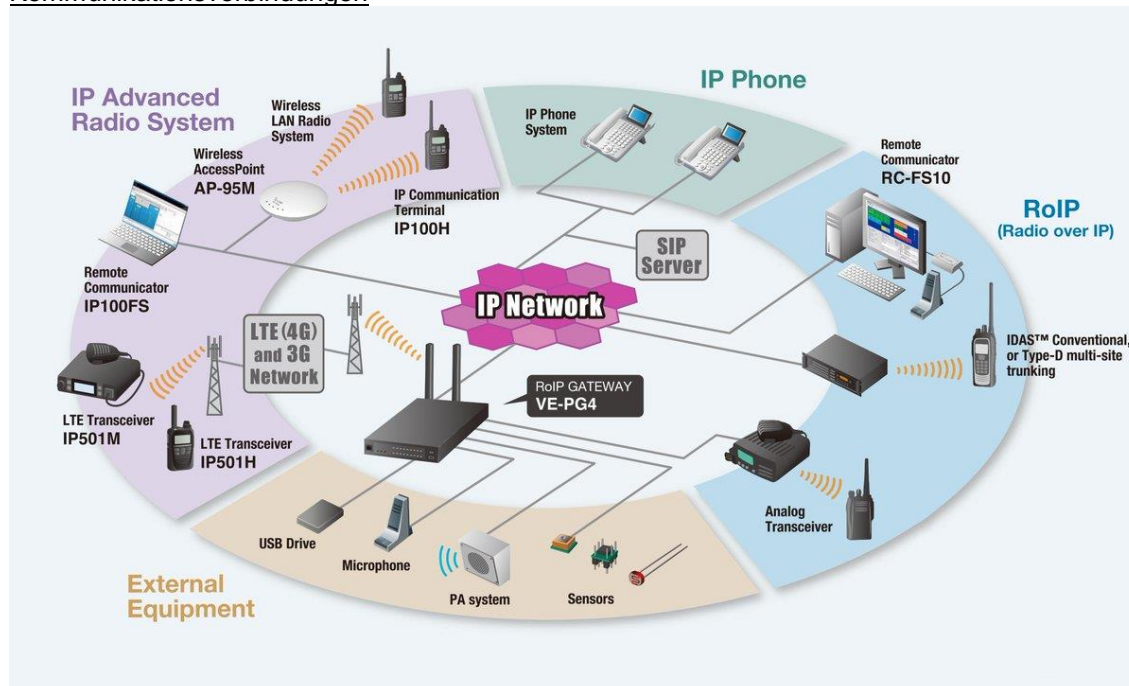 Kommunikationsverbindungen
IP Advanced
Radio System
Wireless
LAN Radio
System
Wireless
AccessPoint
AP-95M
IP Communication
Terminal
IP100H
Remote
Communicator
IP100FS
LTE (4G)
and 3G
Network
LTE Transceiver
IP501M
LTE Transceiver
IP501H
IP Phone
IP Phone
System
SIP
Server
IP Network
RoIP GATEWAY
VE-PG4
Remote
Communicator
RC-FS10
RoIP
(Radio over IP)
IDAS™ Conventional,
or Type-D multi-site
trunking
Analog
Transceiver
External
Equipment
USB Drive
Microphone
PA system
Sensors